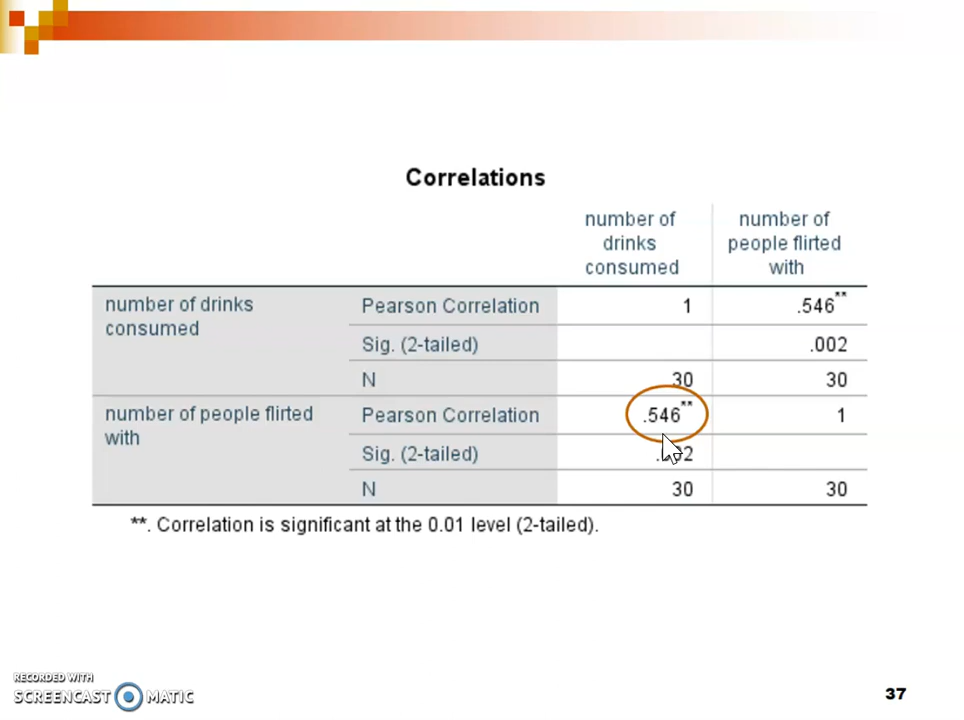 Correlations
number of drinks consumed
number of people flirted with
number of drinks consumed
Pearson Correlation 1 .546**
Sig. (2-tailed) .002
N 30 30
number of people flirted with
Pearson Correlation .546** 1
Sig. (2-tailed)
N 30 30
**. Correlation is significant at the 0.01 level (2-tailed).
RECORDED WITH
SCREENCAST MATIC
37